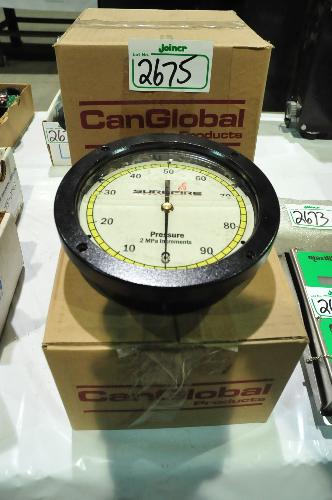 Joiner
Lot No.
2675
CanGlobal
Products
26
50
40 60
30 70
SUREFIRE
20 80
Pressure
2 MPa Increments
10 90
2673
CanGlobal
Products